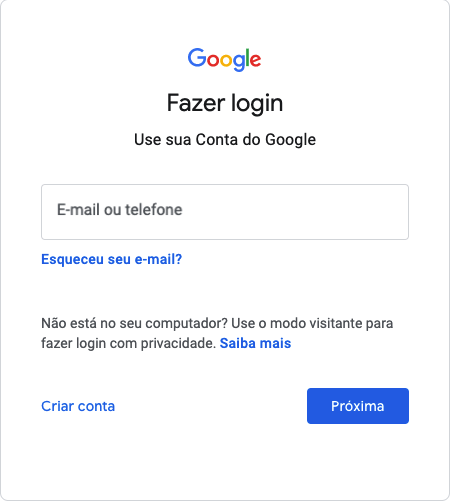 Google
Fazer login
Use sua Conta do Google
E-mail ou telefone
Esqueceu seu e-mail?
Não está no seu computador? Use o modo visitante para
fazer login com privacidade. Saiba mais
Criar conta
Próxima